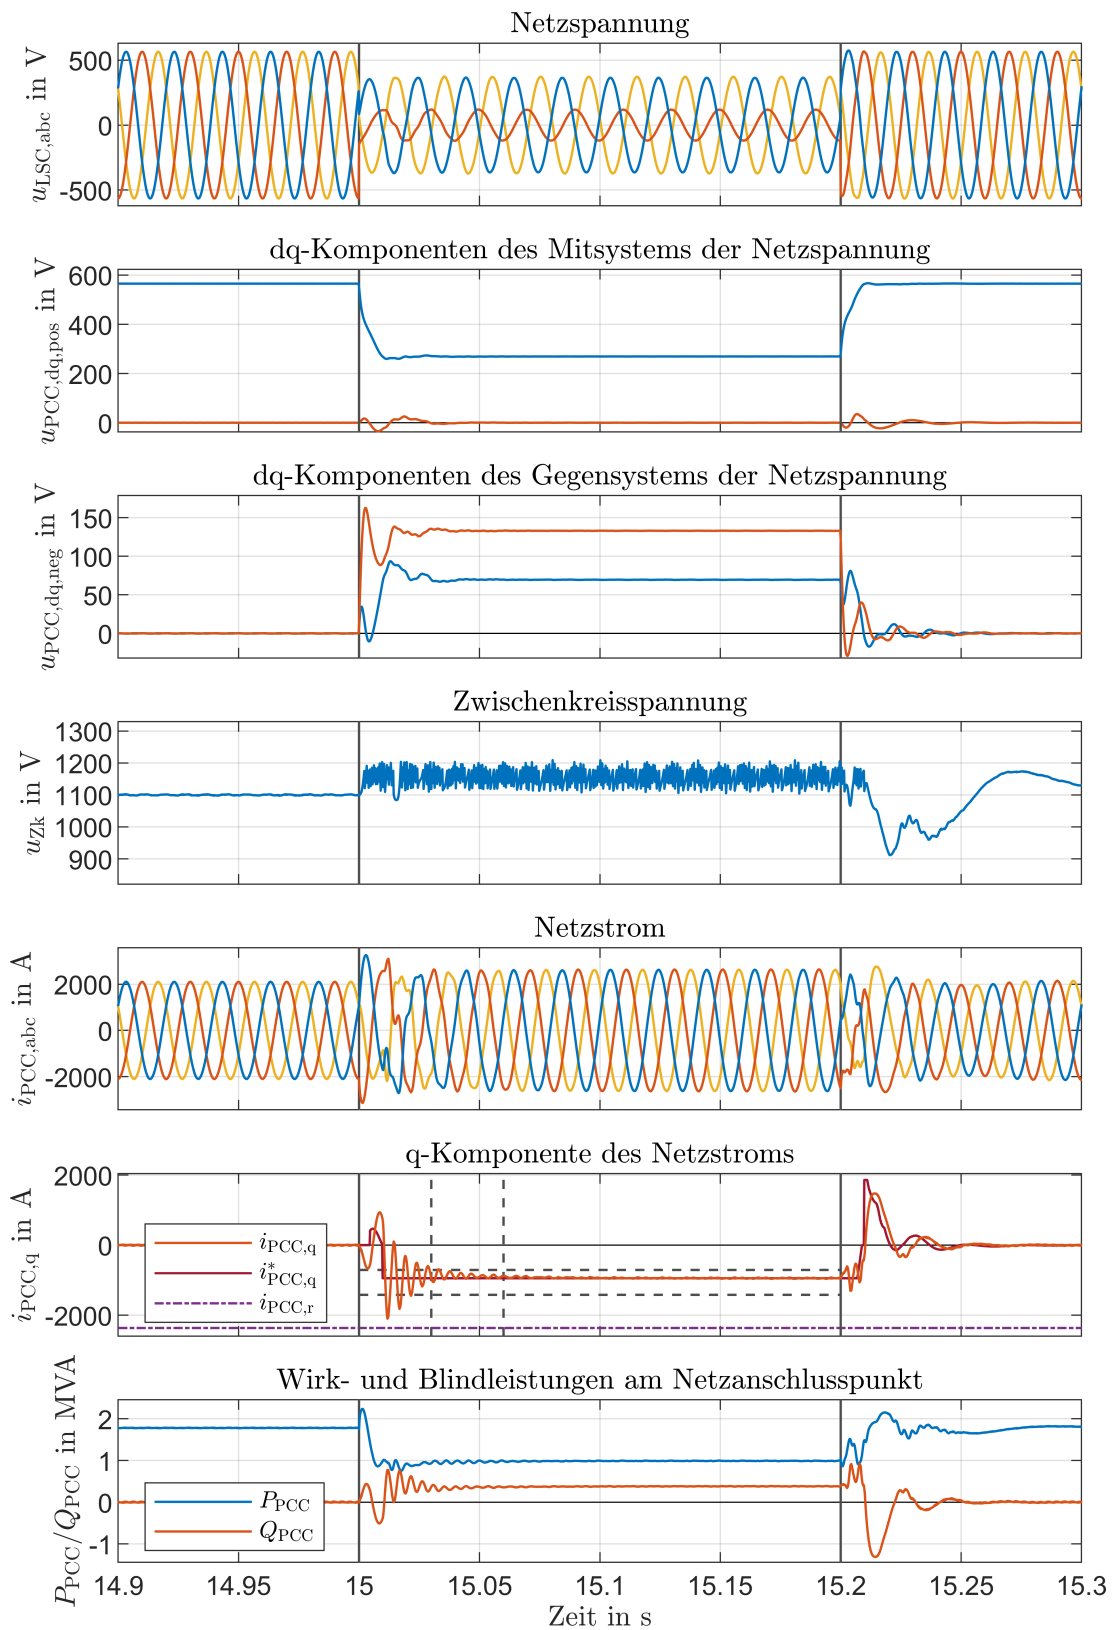 Netzspannung
u_LSC,abc in V
500
0
-500
dq-Komponenten des Mitsystems der Netzspannung
u_PCC,dq,pos in V
600
400
200
0
dq-Komponenten des Gegensystems der Netzspannung
u_PCC,dq,neg in V
150
100
50
0
Zwischenkreisspannung
u_Zk in V
1300
1200
1100
1000
900
Netzstrom
i_PCC,abc in A
2000
0
-2000
q-Komponente des Netzstroms
i_PCC,q in A
2000
0
-2000
i_PCC,q
i*_PCC,q
i_PCC,r
Wirk- und Blindleistungen am Netzanschlusspunkt
P_PCC/Q_PCC in MVA
2
1
0
-1
P_PCC
Q_PCC
14.9 14.95 15 15.05 15.1 15.15 15.2 15.25 15.3
Zeit in s